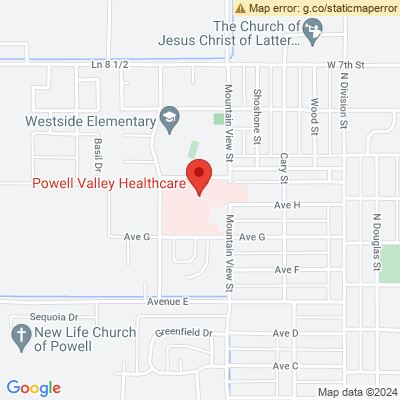 Map error: g.co/staticmaperror
The Church of
Jesus Christ of Latter...
Ln 8 1/2
W 7th St
N Division St
Mountain View St
Shoshone St
Wood St
Westside Elementary
Basil Dr
Cary St
Powell Valley Healthcare
Ave H
N Douglas St
Mountain View St
Ave G
Ave G
Ave F
Avenue E
Sequoia Dr
Greenfield Dr
Ave D
New Life Church
of Powell
Ave C
Google
Map data ©2024